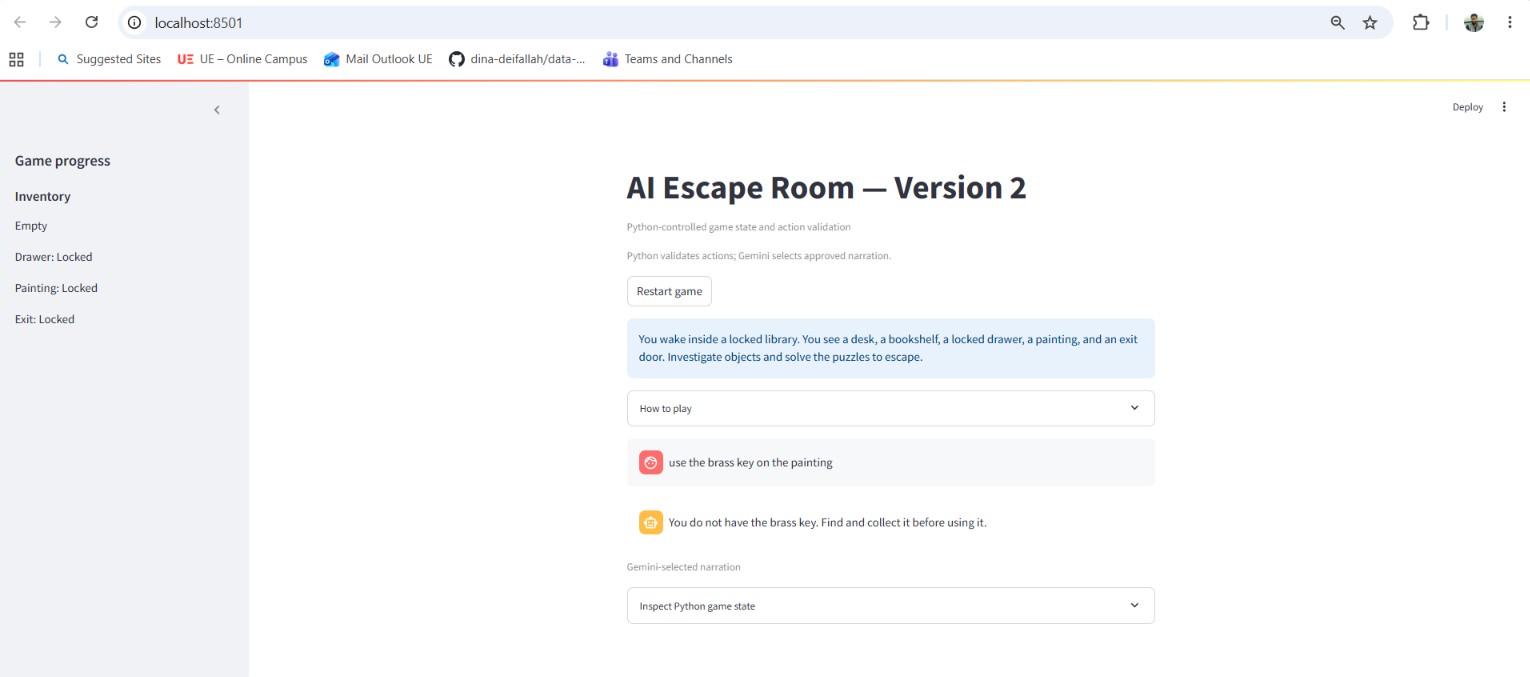 localhost:8501
Suggested Sites
UE UE – Online Campus
Mail Outlook UE
dina-deifallah/data-...
Teams and Channels
Deploy
Game progress
Inventory
Empty
Drawer: Locked
Painting: Locked
Exit: Locked
AI Escape Room — Version 2
Python-controlled game state and action validation
Python validates actions; Gemini selects approved narration.
Restart game
You wake inside a locked library. You see a desk, a bookshelf, a locked drawer, a painting, and an exit
door. Investigate objects and solve the puzzles to escape.
How to play
use the brass key on the painting
You do not have the brass key. Find and collect it before using it.
Gemini-selected narration
Inspect Python game state